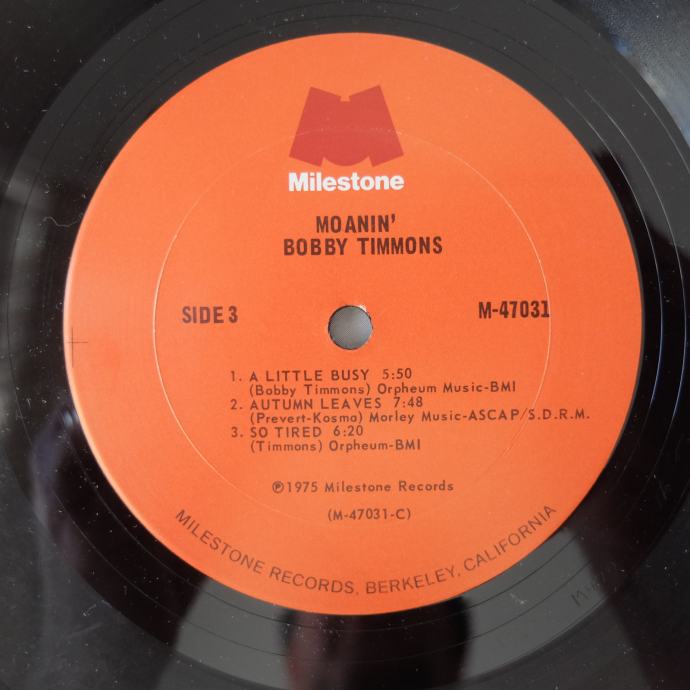 Milestone
MOANIN'
BOBBY TIMMONS
SIDE 3
M-47031
1. A LITTLE BUSY 5:50
(Bobby Timmons) Orpheum Music-BMI
2. AUTUMN LEAVES 7:48
(Prevert-Kosma) Morley Music-ASCAP/S.D.R.M.
3. SO TIRED 6:20
(Timmons) Orpheum-BMI
℗1975 Milestone Records
(M-47031-C)
MILESTONE RECORDS, BERKELEY, CALIFORNIA